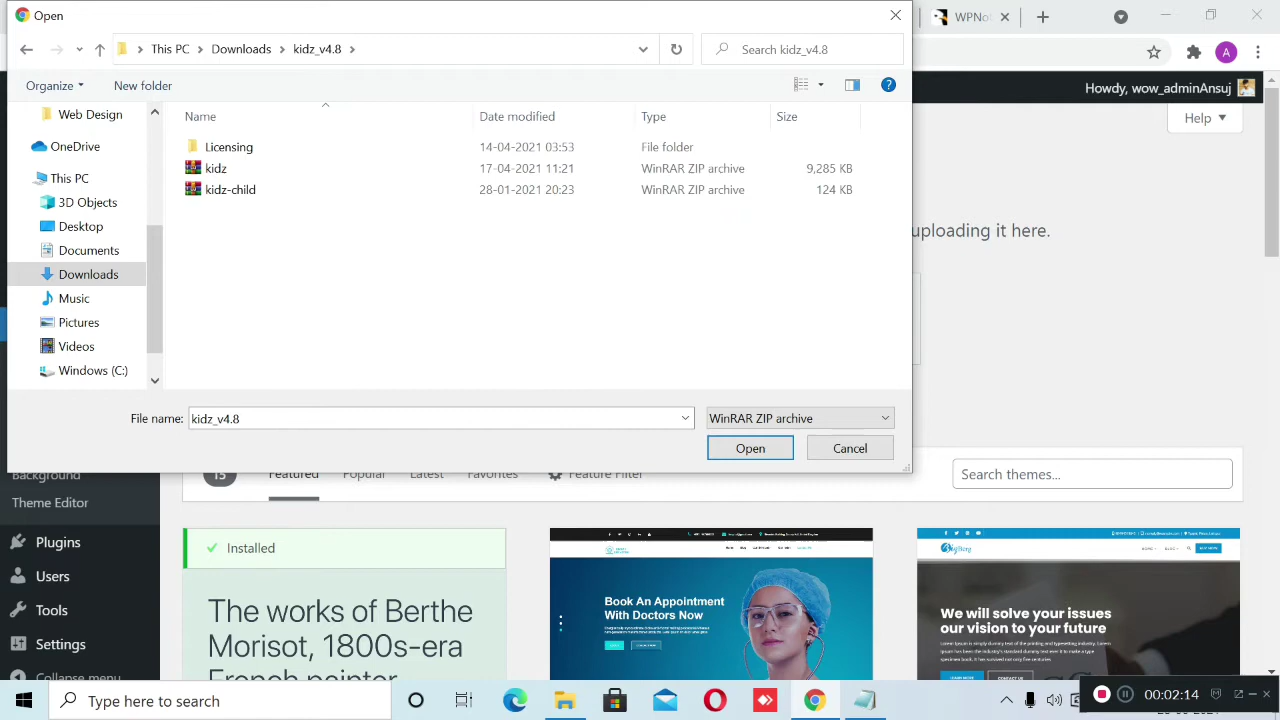 Open
WPNo
This PC
Downloads
kidz_v4.8
Search kidz_v4.8
A
Organize
New folder
Howdy, wow_adminAnsuj
Help
Web Design
OneDrive
This PC
3D Objects
Desktop
Documents
Downloads
Music
Pictures
Videos
Windows (C:)
Name Date modified Type Size
Licensing 14-04-2021 03:53 File folder
kidz 17-04-2021 11:21 WinRAR ZIP archive 9,285 KB
kidz-child 28-01-2021 20:23 WinRAR ZIP archive 124 KB
uploading it here.
File name: kidz_v4.8 WinRAR ZIP archive
Open Cancel
15 Featured Popular Latest Favorites Feature Filter
Search themes...
Background
Theme Editor
Plugins
Users
Tools
Settings
Collapse menu
Installed
The works of Berthe
Morisot, 1800s-era
Book An Appointment
With Doctors Now
We will solve your issues
our vision to your future
LEARN MORE CONTACT US
Type here to search
00:02:14